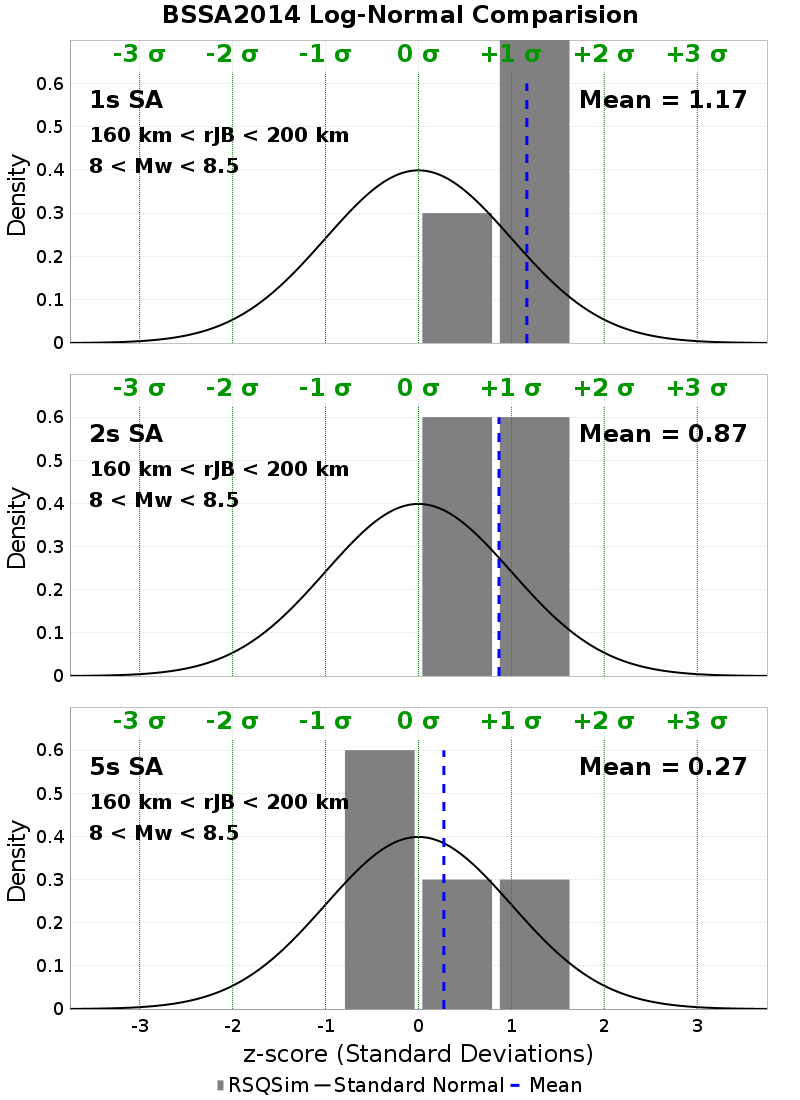 BSSA2014 Log-Normal Comparision
-3 σ -2 σ -1 σ 0 σ +1 σ +2 σ +3 σ
1s SA
Mean = 1.17
160 km < rJB < 200 km
8 < Mw < 8.5
Density
0.6
0.5
0.4
0.3
0.2
0.1
0
-3 σ -2 σ -1 σ 0 σ +1 σ +2 σ +3 σ
2s SA
Mean = 0.87
160 km < rJB < 200 km
8 < Mw < 8.5
Density
0.6
0.5
0.4
0.3
0.2
0.1
0
-3 σ -2 σ -1 σ 0 σ +1 σ +2 σ +3 σ
5s SA
Mean = 0.27
160 km < rJB < 200 km
8 < Mw < 8.5
Density
0.6
0.5
0.4
0.3
0.2
0.1
0
-3 -2 -1 0 1 2 3
z-score (Standard Deviations)
RSQSim Standard Normal Mean